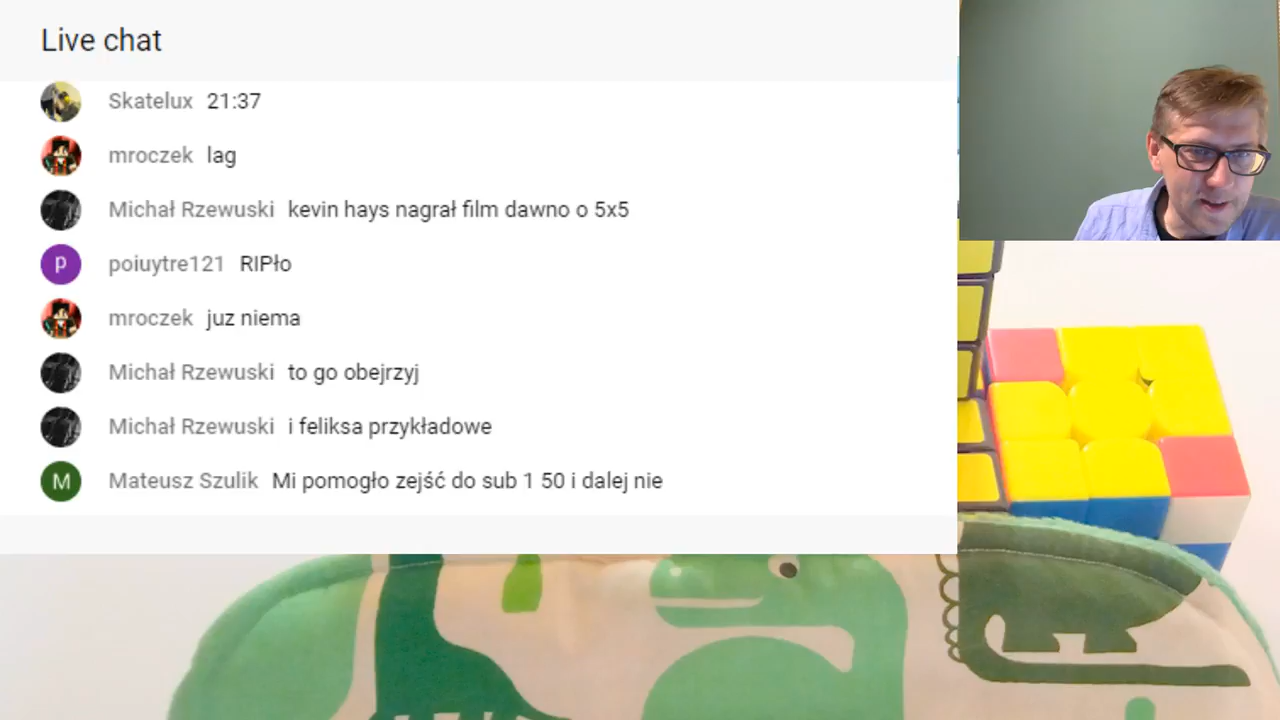 Live chat
Skatelux 21:37
mroczek lag
Michał Rzewuski kevin hays nagrał film dawno o 5x5
p poiuytre121 RIPło
mroczek juz niema
Michał Rzewuski to go obejrzyj
Michał Rzewuski i feliksa przykładowe
M Mateusz Szulik Mi pomogło zejść do sub 1 50 i dalej nie